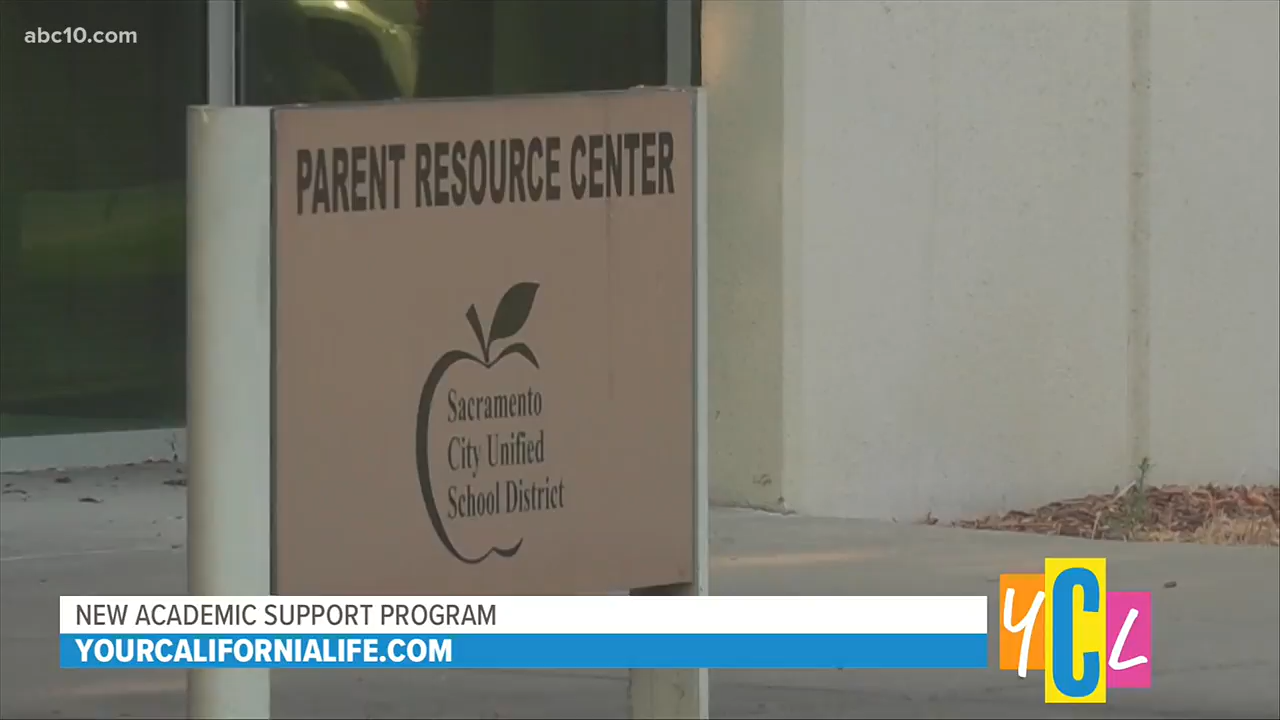 abc10.com
PARENT RESOURCE CENTER
Sacramento
City Unified
School District
NEW ACADEMIC SUPPORT PROGRAM
YOURCALIFORNIALIFE.COM
YCL